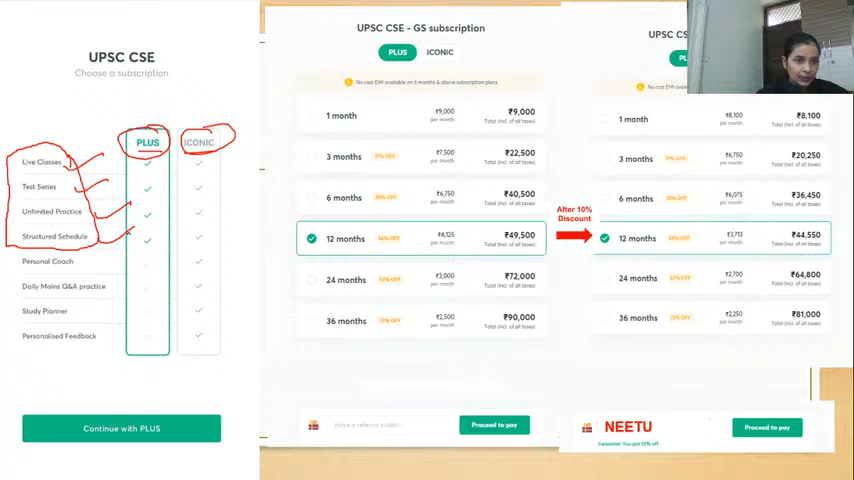 UPSC CSE
Choose a subscription
PLUS ICONIC
Live Classes
Test Series
Unlimited Practice
Structured Schedule
Personal Coach
Daily Mains Q&A practice
Study Planner
Personalised Feedback
Continue with PLUS
UPSC CSE - GS subscription
PLUS ICONIC
No cost EMI available on 6 months & above subscription plans
1 month ₹9,000 per month ₹9,000 Total (Incl. of all taxes)
3 months ₹7,500 per month ₹22,500 Total (Incl. of all taxes)
6 months ₹6,750 per month ₹40,500 Total (Incl. of all taxes)
12 months ₹4,125 per month ₹49,500 Total (Incl. of all taxes)
24 months ₹3,000 per month ₹72,000 Total (Incl. of all taxes)
36 months ₹2,500 per month ₹90,000 Total (Incl. of all taxes)
Proceed to pay
After 10%
Discount
UPSC CS
PL
No cost EMI availa
1 month ₹8,100 per month ₹8,100 Total (Incl. of all taxes)
3 months ₹6,750 per month ₹20,250 Total (Incl. of all taxes)
6 months ₹6,075 per month ₹36,450 Total (Incl. of all taxes)
12 months ₹3,713 per month ₹44,550 Total (Incl. of all taxes)
24 months ₹2,700 per month ₹64,800 Total (Incl. of all taxes)
36 months ₹2,250 per month ₹81,000 Total (Incl. of all taxes)
NEETU
Awesome! You get 10% off
Proceed to pay